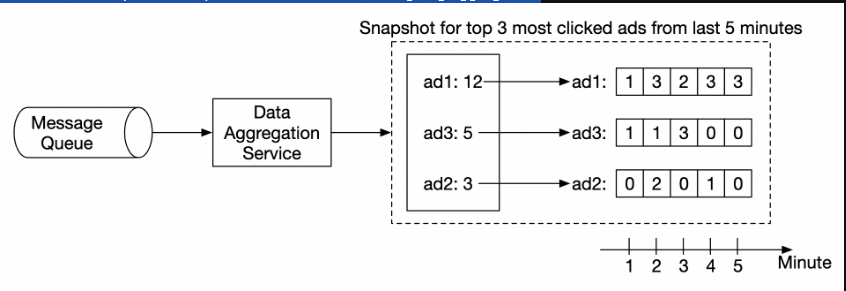 Snapshot for top 3 most clicked ads from last 5 minutes
Message
Queue
Data
Aggregation
Service
ad1: 12
ad1: 1 3 2 3 3
ad3: 5
ad3: 1 1 3 0 0
ad2: 3
ad2: 0 2 0 1 0
1 2 3 4 5 Minute